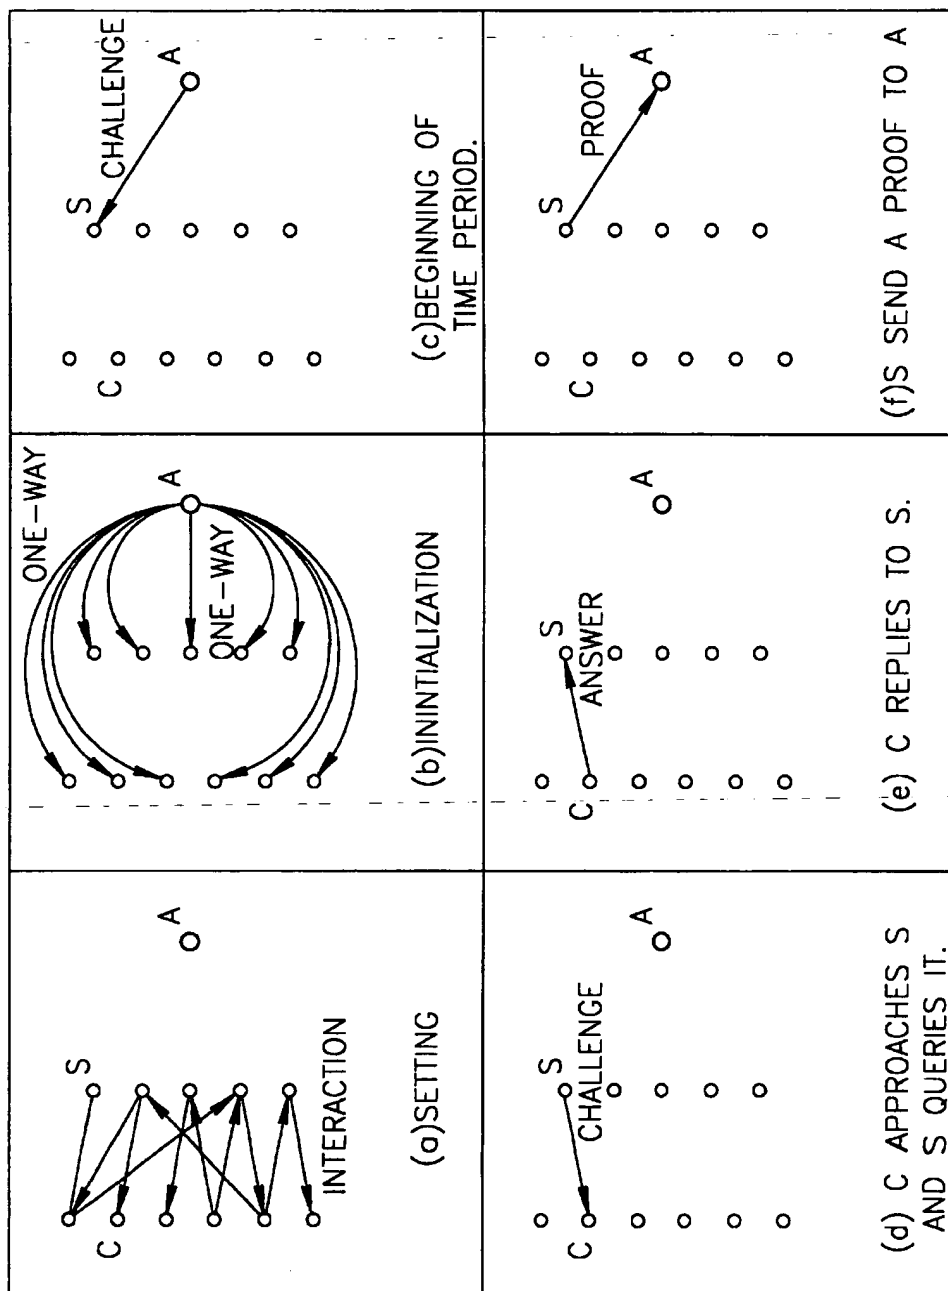 S
A
C
INTERACTION
(a)SETTING
ONE-WAY
A
ONE-WAY
(b)ININTIALIZATION
S
CHALLENGE
A
C
(c)BEGINNING OF
TIME PERIOD.
S
CHALLENGE
A
C
(d) C APPROACHES S
AND S QUERIES IT.
S
ANSWER
A
C
(e) C REPLIES TO S.
S
PROOF
A
C
(f)S SEND A PROOF TO A